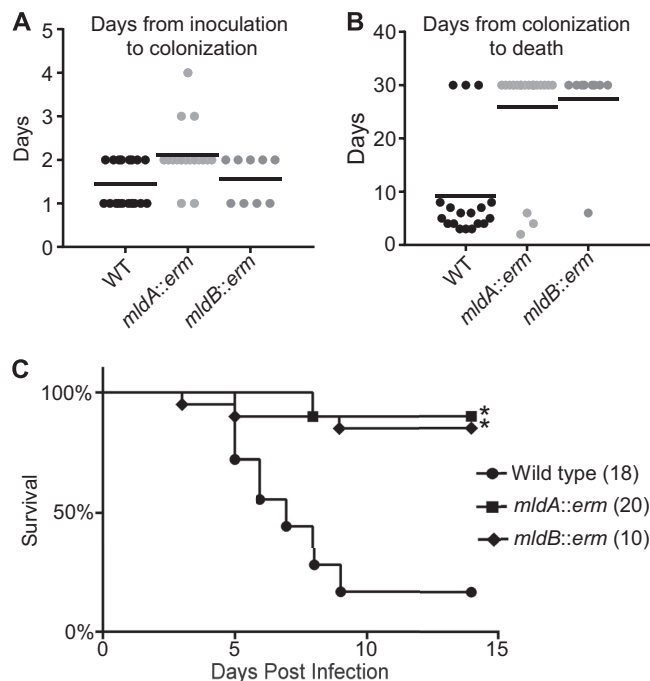 A
Days from inoculation
to colonization
5
4
3
2
1
0
Days
WT
mldA::erm
mldB::erm
B
Days from colonization
to death
40
30
20
10
0
Days
WT
mldA::erm
mldB::erm
C
100%
50%
0%
Survival
0
5
10
15
Days Post Infection
*
*
Wild type (18)
mldA::erm (20)
mldB::erm (10)